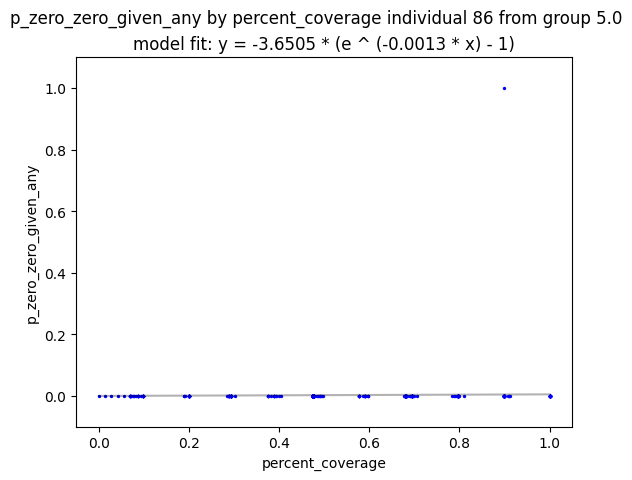 p_zero_zero_given_any by percent_coverage individual 86 from group 5.0
model fit: y = -3.6505 * (e ^ (-0.0013 * x) - 1)
1.0
0.8
0.6
0.4
0.2
0.0
p_zero_zero_given_any
0.0 0.2 0.4 0.6 0.8 1.0
percent_coverage